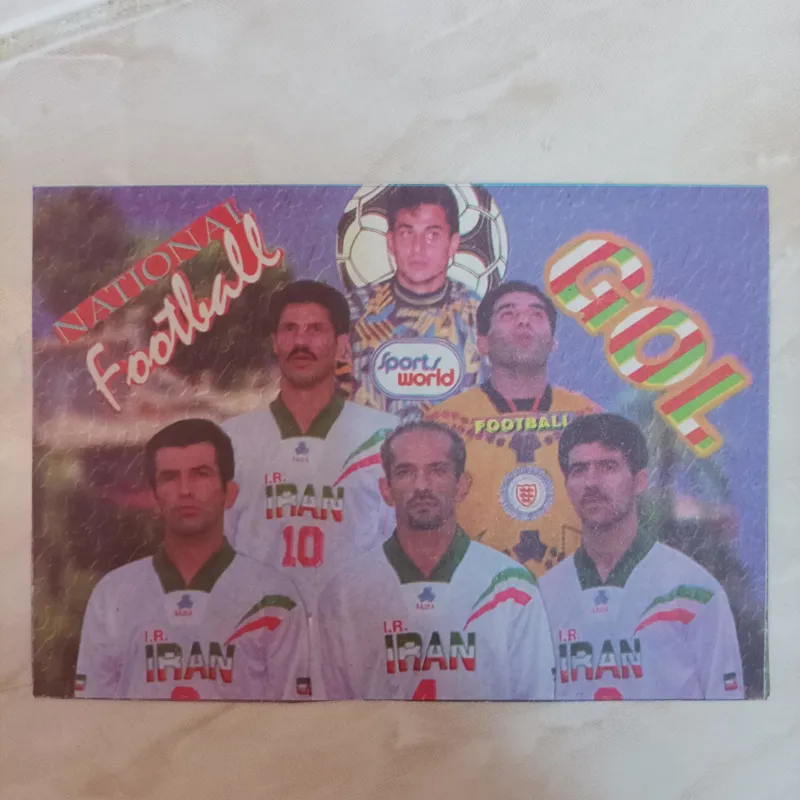 NATIONAL
Football
GOL
Sports
world
FOOTBALL
I.R.
IRAN
10
I.R.
IRAN
I.R.
IRAN
4
I.R.
IRAN